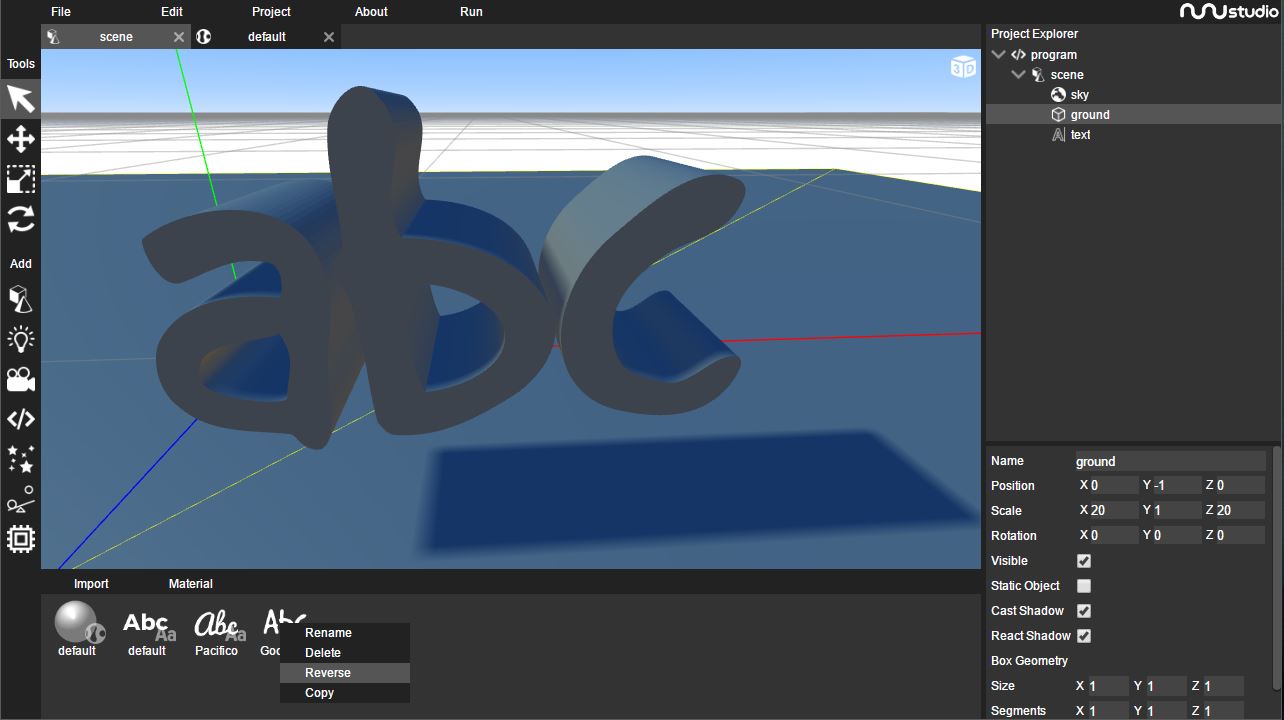 File Edit Project About Run
nunustudio
scene default
Project Explorer
program
scene
sky
ground
text
Tools
3D
Add
abc
Name ground
Position X 0 Y -1 Z 0
Scale X 20 Y 1 Z 20
Rotation X 0 Y 0 Z 0
Visible
Static Object
Cast Shadow
React Shadow
Box Geometry
Size X 1 Y 1 Z 1
Segments X 1 Y 1 Z 1
Import Material
Abc Abc Abc
Aa Aa
default default Pacifico Goo
Rename
Delete
Reverse
Copy